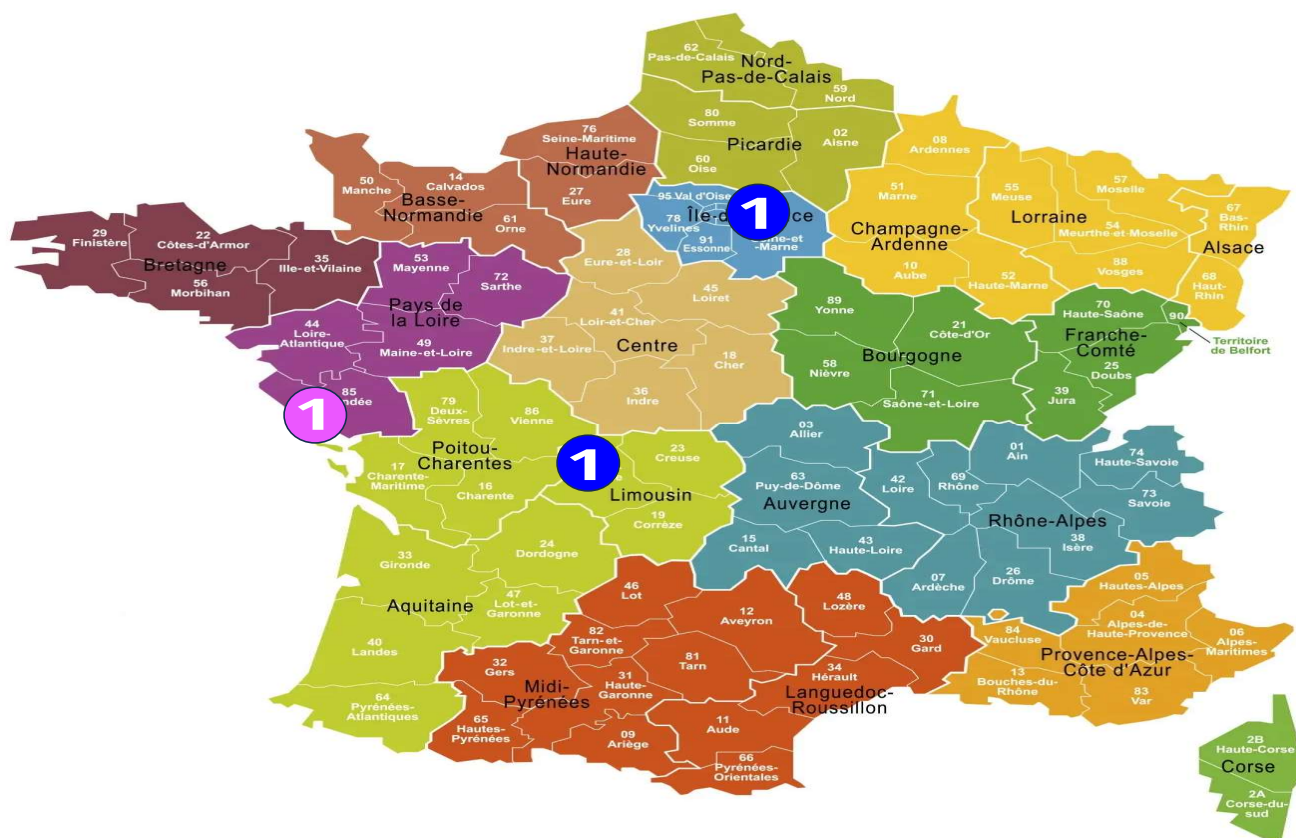 62
Pas-de-Calais
Nord-
Pas-de-Calais
59
Nord
80
Somme
02
Aisne
Picardie
60
Oise
76
Seine-Maritime
Haute-
Normandie
27
Eure
50
Manche
14
Calvados
Basse-
Normandie
61
Orne
08
Ardennes
51
Marne
Champagne-
Ardenne
10
Aube
52
Haute-Marne
55
Meuse
57
Moselle
Lorraine
54
Meurthe-et-Moselle
88
Vosges
67
Bas-
Rhin
Alsace
68
Haut-
Rhin
95 Val d'Oise
1
78
Yvelines
91
Essonne
-Marne
29
Finistère
22
Côtes-d'Armor
Bretagne
35
Ille-et-Vilaine
56
Morbihan
53
Mayenne
72
Sarthe
Pays de
la Loire
44
Loire-
Atlantique
49
Maine-et-Loire
85
1
28
Eure-et-Loir
45
Loiret
41
Loir-et-Cher
37
Indre-et-Loire
Centre
18
Cher
36
Indre
89
Yonne
21
Côte-d'Or
Bourgogne
58
Nièvre
71
Saône-et-Loire
70
Haute-Saône
90
Territoire
de Belfort
Franche-
Comté
25
Doubs
39
Jura
79
Deux-
Sèvres
86
Vienne
Poitou-
Charentes
17
Charente-
Maritime
16
Charente
1
23
Creuse
Limousin
19
Corrèze
03
Allier
63
Puy-de-Dôme
Auvergne
15
Cantal
43
Haute-Loire
42
Loire
69
Rhône
01
Ain
74
Haute-Savoie
73
Savoie
Rhône-Alpes
38
Isère
07
Ardèche
26
Drôme
33
Gironde
24
Dordogne
47
Lot-et-
Garonne
Aquitaine
40
Landes
64
Pyrénées-
Atlantiques
46
Lot
12
Aveyron
82
Tarn-et-
Garonne
81
Tarn
32
Gers
31
Haute-
Garonne
Midi-
Pyrénées
65
Hautes-
Pyrénées
09
Ariège
48
Lozère
30
Gard
34
Hérault
Languedoc-
Roussillon
11
Aude
66
Pyrénées-
Orientales
05
Hautes-Alpes
04
Alpes-de-
Haute-Provence
06
Alpes-
Maritimes
84
Vaucluse
Provence-Alpes-
Côte d'Azur
13
Bouches-du-
Rhône
83
Var
2B
Haute-Corse
Corse
2A
Corse-du-
sud